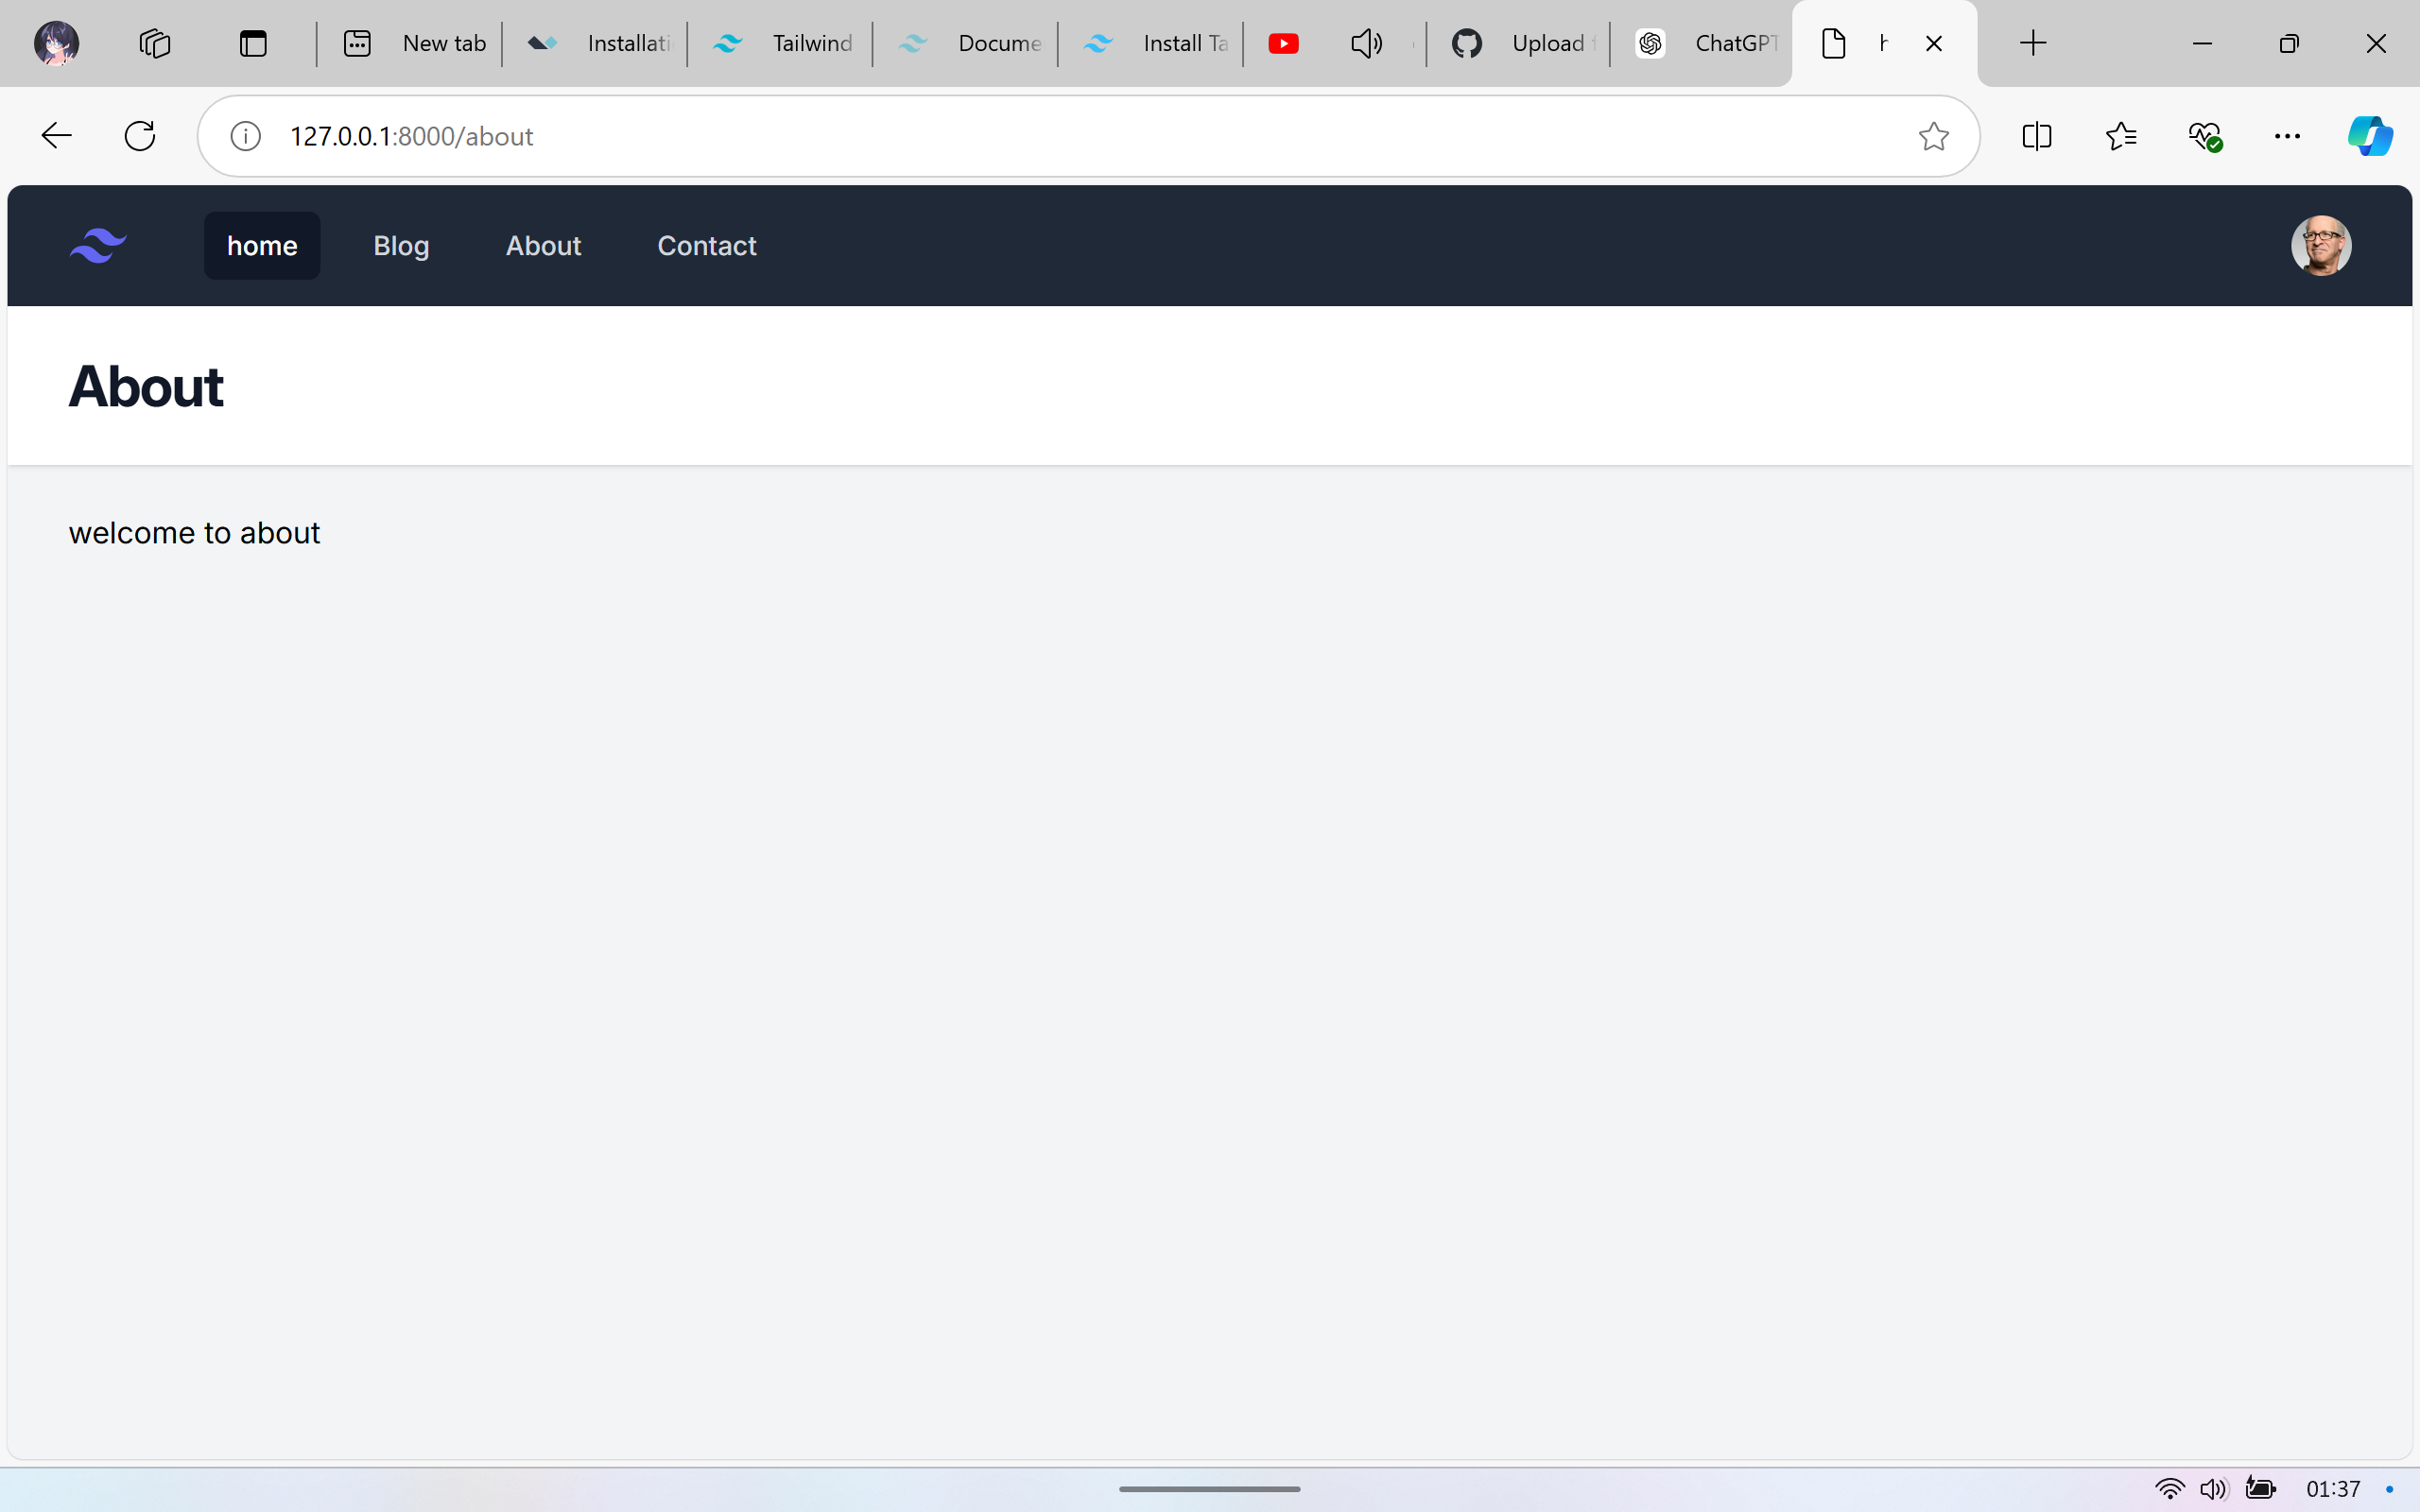 New tab
Installati
Tailwind
Docume
Install Ta
Upload
ChatGPT
h
127.0.0.1:8000/about
home
Blog
About
Contact
About
welcome to about
01:37